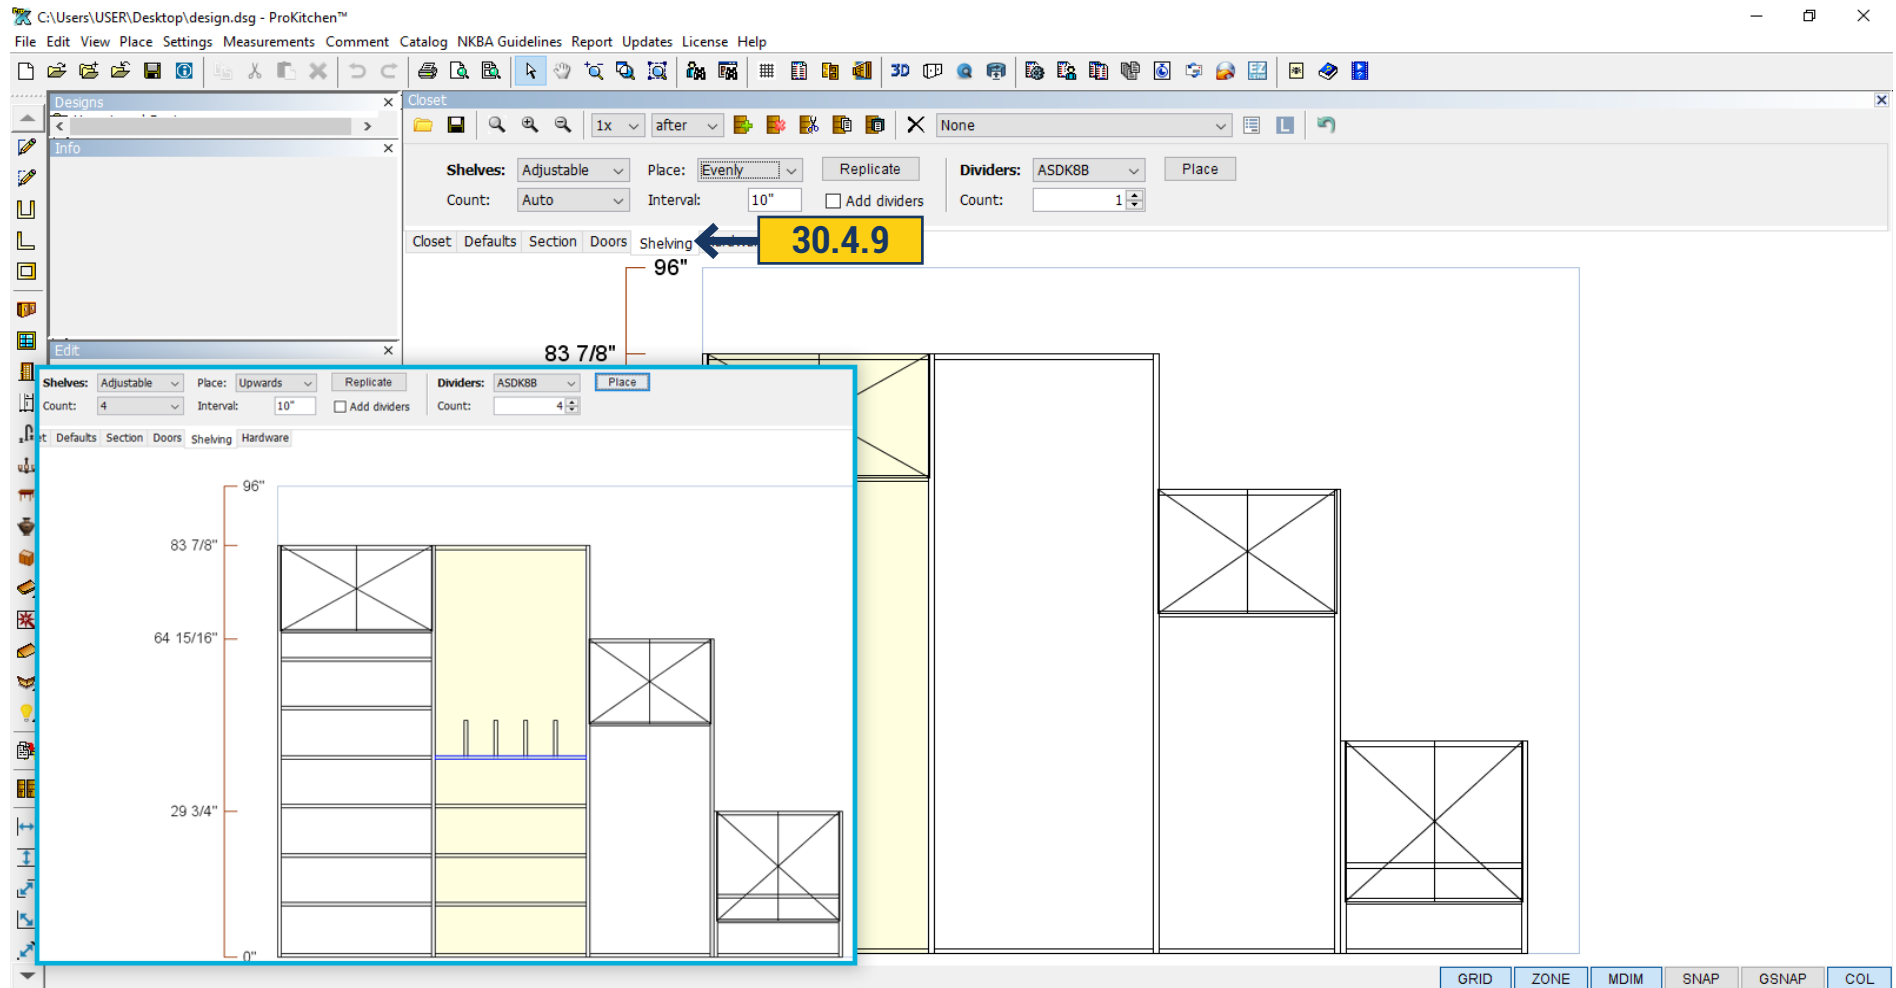 C:\Users\USER\Desktop\design.dsg - ProKitchen™
File Edit View Place Settings Measurements Comment Catalog NKBA Guidelines Report Updates License Help
3D
Designs
Closet
1x after None L
Info
Shelves: Adjustable Place: Evenly Replicate Dividers: ASDK8B Place
Count: Auto Interval: 10" Add dividers Count: 1
Closet Defaults Section Doors Shelving
30.4.9
96"
83 7/8"
Edit
Shelves: Adjustable Place: Upwards Replicate Dividers: ASDK8B Place
Count: 4 Interval: 10" Add dividers Count: 4
Defaults Section Doors Shelving Hardware
96"
83 7/8"
64 15/16"
29 3/4"
0"
GRID ZONE MDIM SNAP GSNAP COL